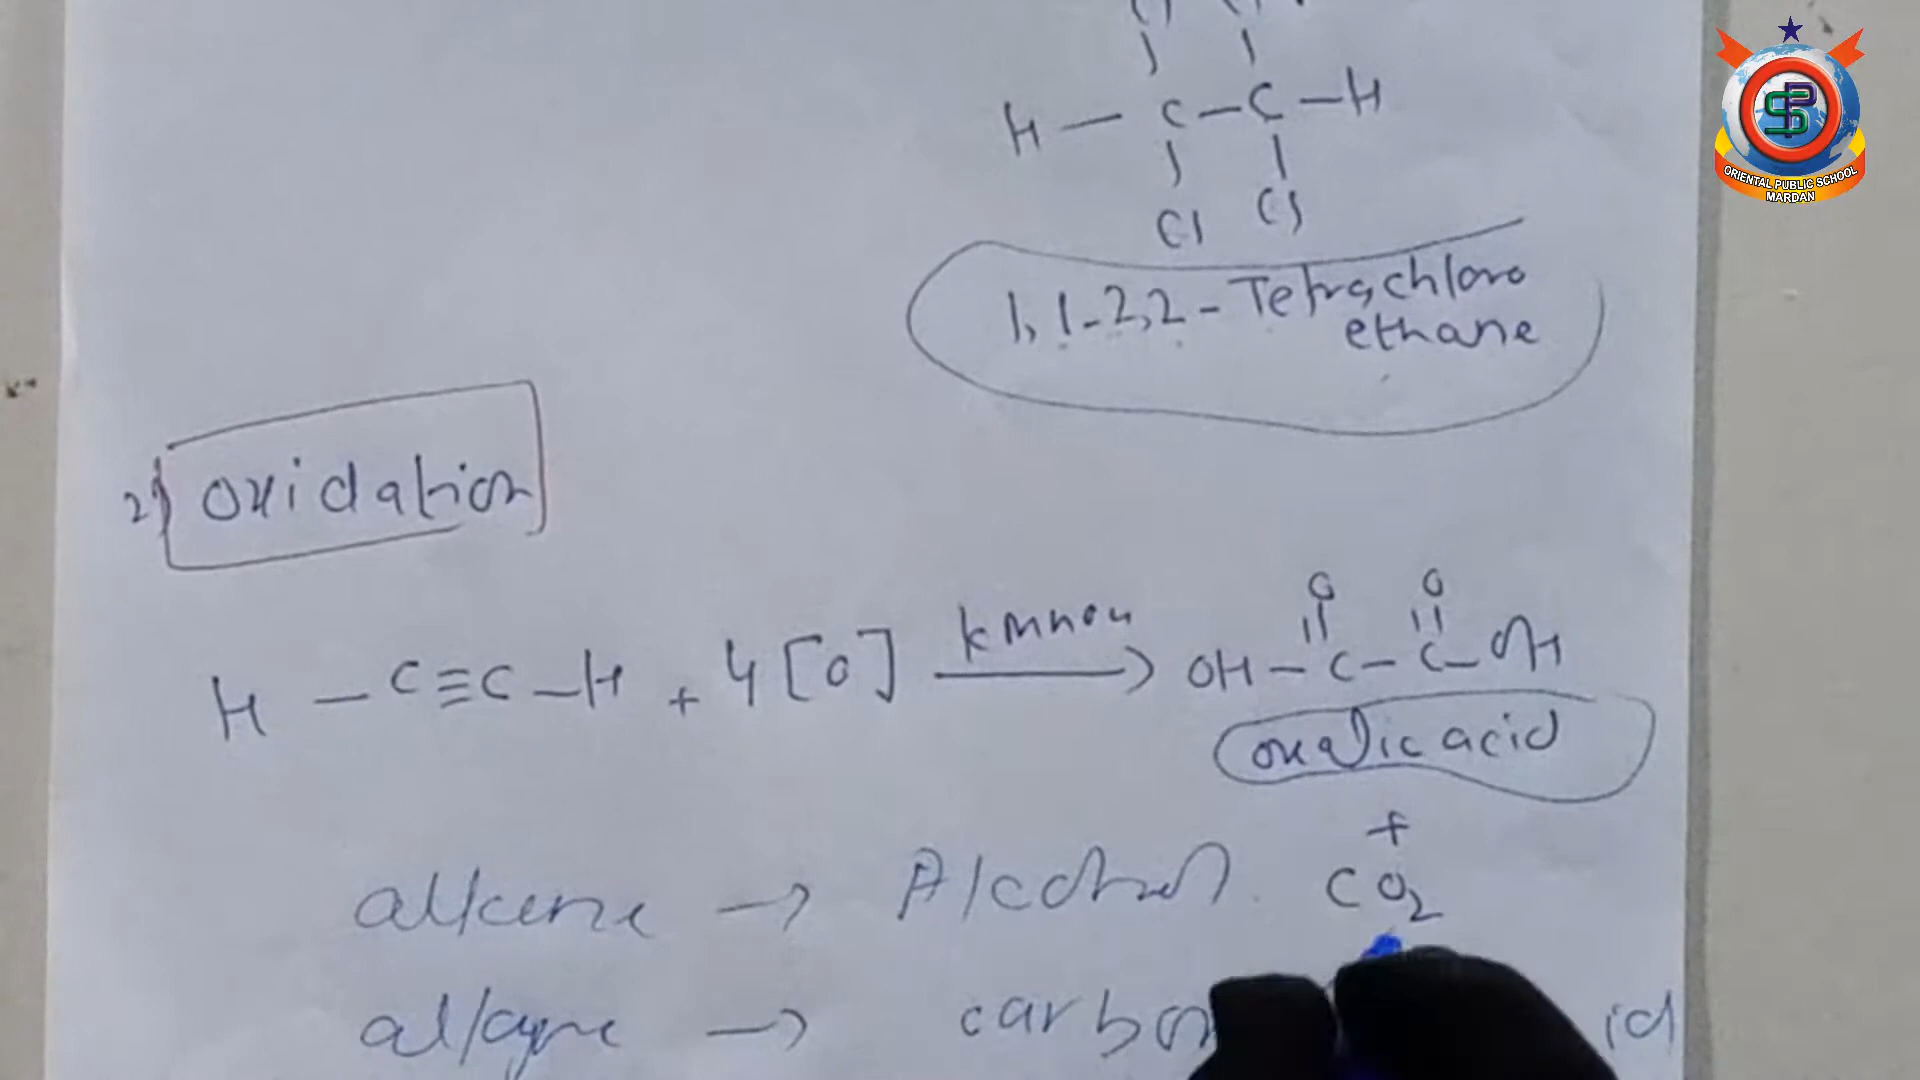 H — C — C — H
Cl Cl
1,1-2,2 - Tetrachloro
ethane
2) Oxidation
O O
H — C ≡ C — H + 4 [O] KMnO4 → OH — C — C — OH
oxalic acid
+
alkene → Alcohol. CO2
alkyne → carbo
ORIENTAL PUBLIC SCHOOL
MARDAN